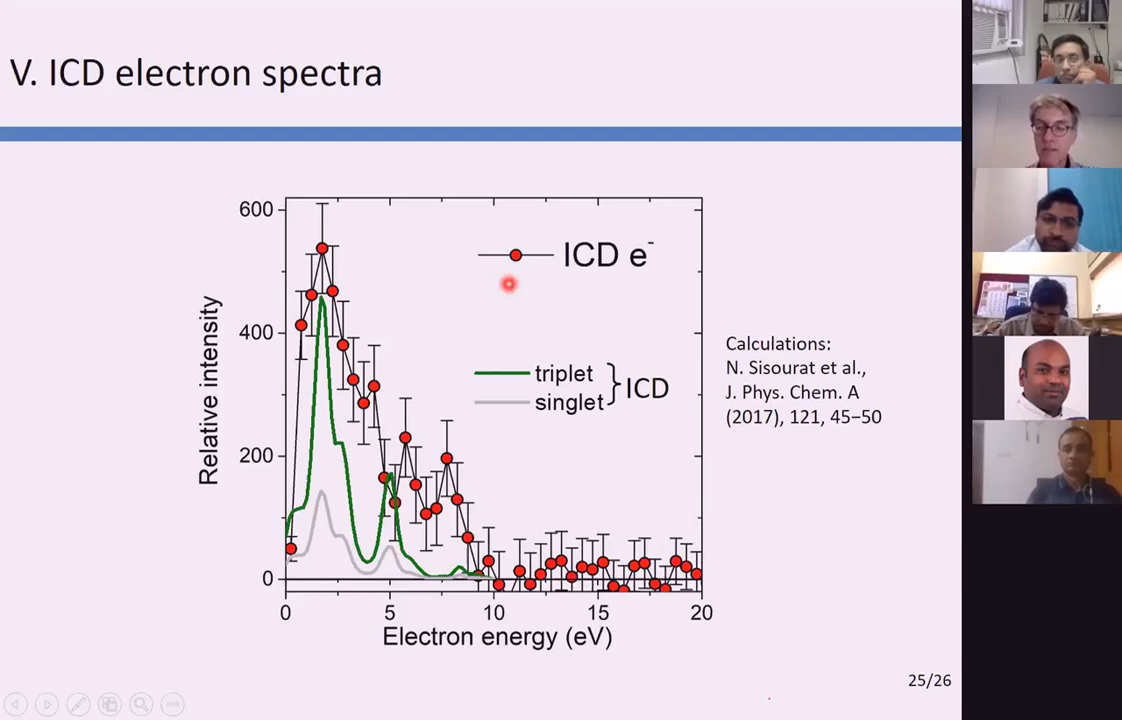 V. ICD electron spectra
600
400
200
0
Relative intensity
ICD e-
triplet
singlet
ICD
0 5 10 15 20
Electron energy (eV)
Calculations:
N. Sisourat et al.,
J. Phys. Chem. A
(2017), 121, 45–50
25/26